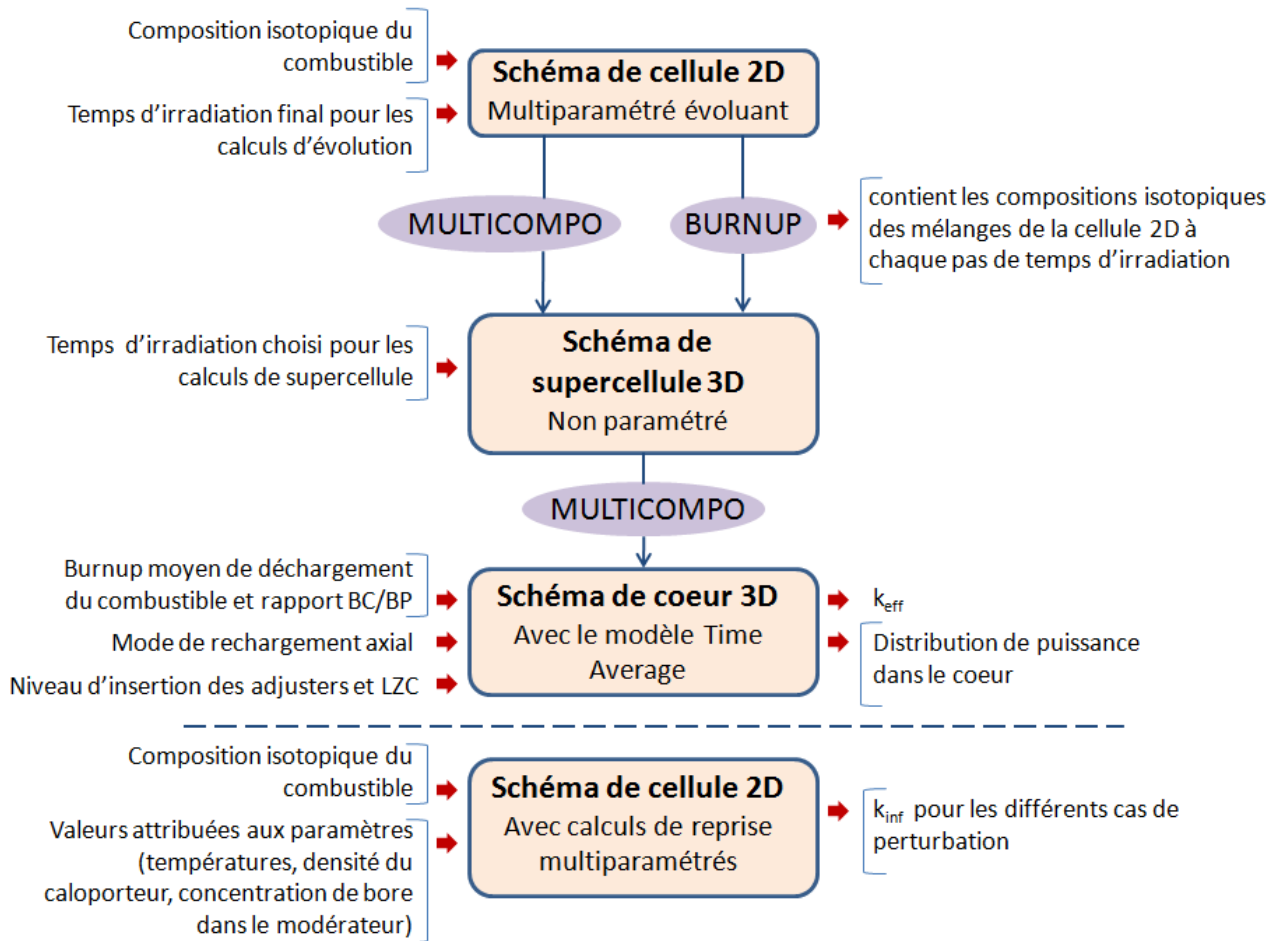 Composition isotopique du
combustible
Schéma de cellule 2D
Multiparamétré évoluant
Temps d’irradiation final pour les
calculs d’évolution
MULTICOMPO
BURNUP
contient les compositions isotopiques
des mélanges de la cellule 2D à
chaque pas de temps d’irradiation
Temps d’irradiation choisi pour les
calculs de supercellule
Schéma de
supercellule 3D
Non paramétré
MULTICOMPO
Burnup moyen de déchargement
du combustible et rapport BC/BP
Mode de rechargement axial
Niveau d’insertion des adjusters et LZC
Schéma de coeur 3D
Avec le modèle Time
Average
keff
Distribution de puissance
dans le coeur
Composition isotopique du
combustible
Valeurs attribuées aux paramètres
(températures, densité du
caloporteur, concentration de bore
dans le modérateur)
Schéma de cellule 2D
Avec calculs de reprise
multiparamétrés
kinf pour les différents cas de
perturbation